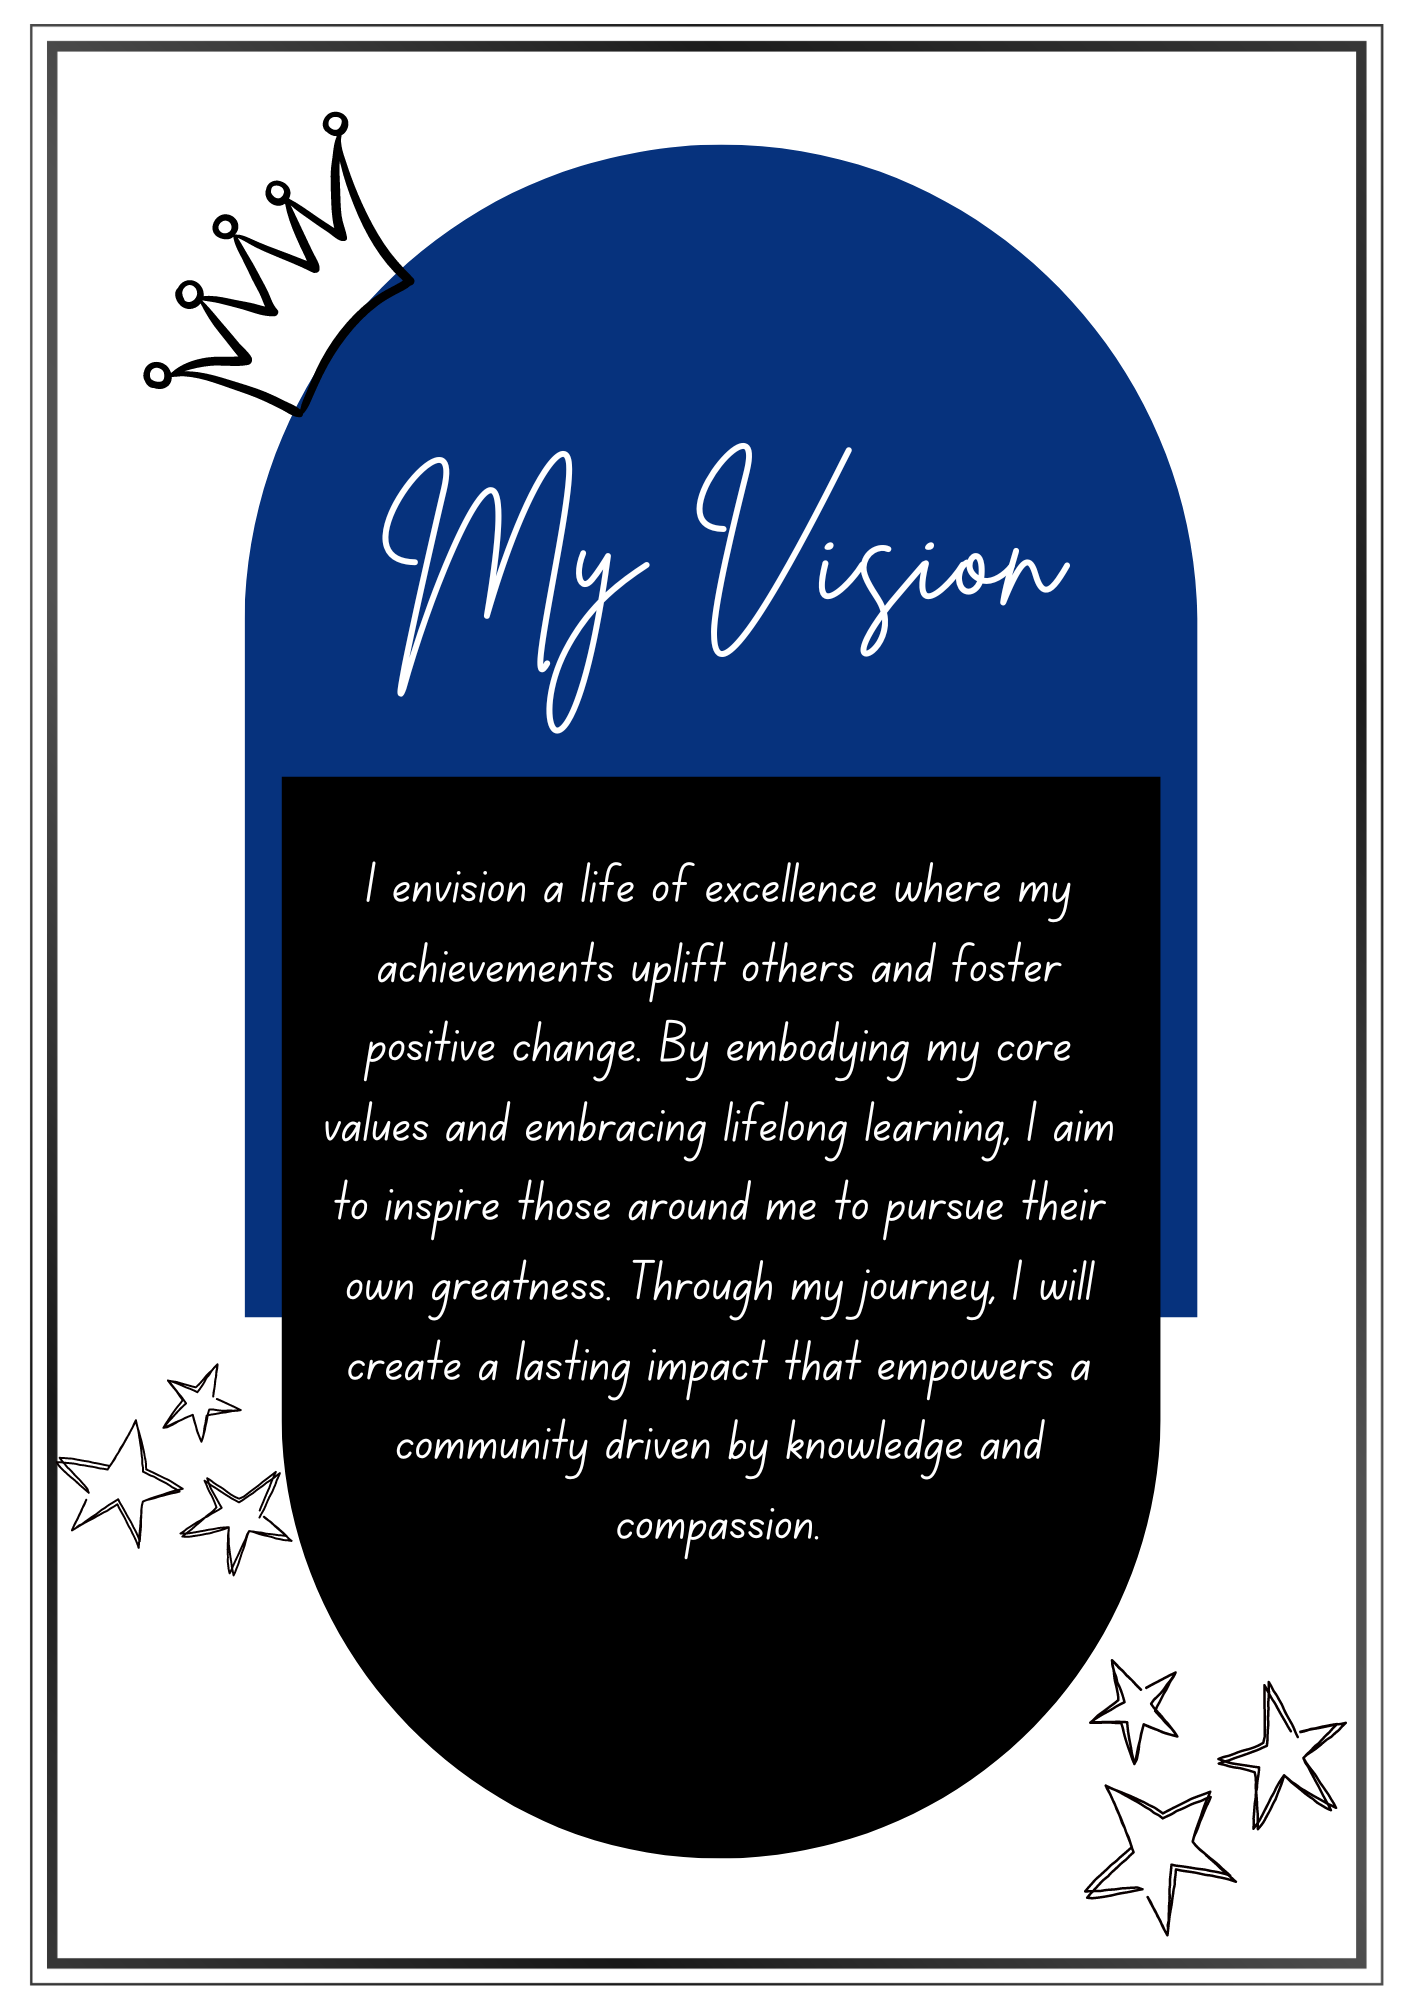 My Vision
I envision a life of excellence where my
achievements uplift others and foster
positive change. By embodying my core
values and embracing lifelong learning, I aim
to inspire those around me to pursue their
own greatness. Through my journey, I will
create a lasting impact that empowers a
community driven by knowledge and
compassion.